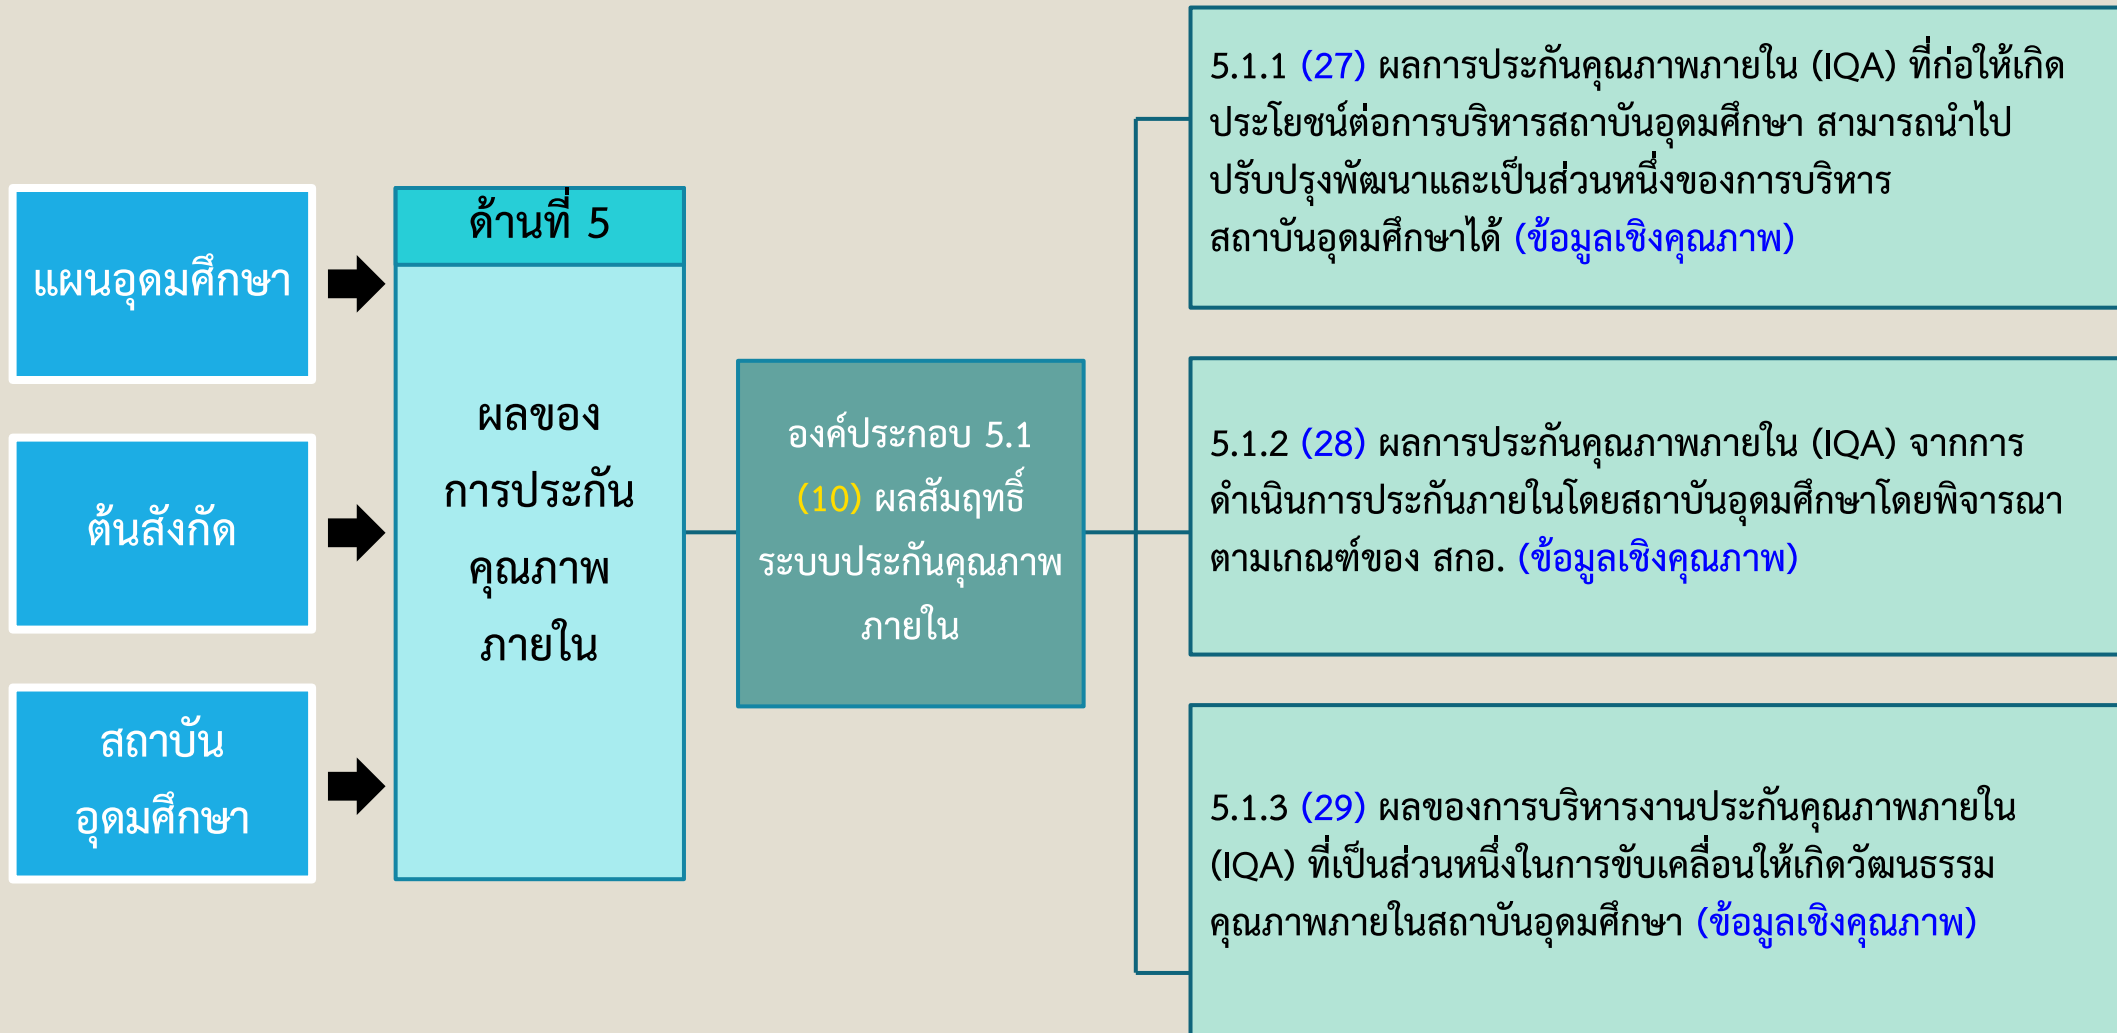 แผนอุดมศึกษา
ต้นสังกัด
สถาบัน
อุดมศึกษา
ด้านที่ 5
ผลของ
การประกัน
คุณภาพ
ภายใน
องค์ประกอบ 5.1
(10) ผลสัมฤทธิ์
ระบบประกันคุณภาพ
ภายใน
5.1.1 (27) ผลการประกันคุณภาพภายใน (IQA) ที่ก่อให้เกิด
ประโยชน์ต่อการบริหารสถาบันอุดมศึกษา สามารถนำไป
ปรับปรุงพัฒนาและเป็นส่วนหนึ่งของการบริหาร
สถาบันอุดมศึกษาได้ (ข้อมูลเชิงคุณภาพ)
5.1.2 (28) ผลการประกันคุณภาพภายใน (IQA) จากการ
ดำเนินการประกันภายในโดยสถาบันอุดมศึกษาโดยพิจารณา
ตามเกณฑ์ของ สกอ. (ข้อมูลเชิงคุณภาพ)
5.1.3 (29) ผลของการบริหารงานประกันคุณภาพภายใน
(IQA) ที่เป็นส่วนหนึ่งในการขับเคลื่อนให้เกิดวัฒนธรรม
คุณภาพภายในสถาบันอุดมศึกษา (ข้อมูลเชิงคุณภาพ)